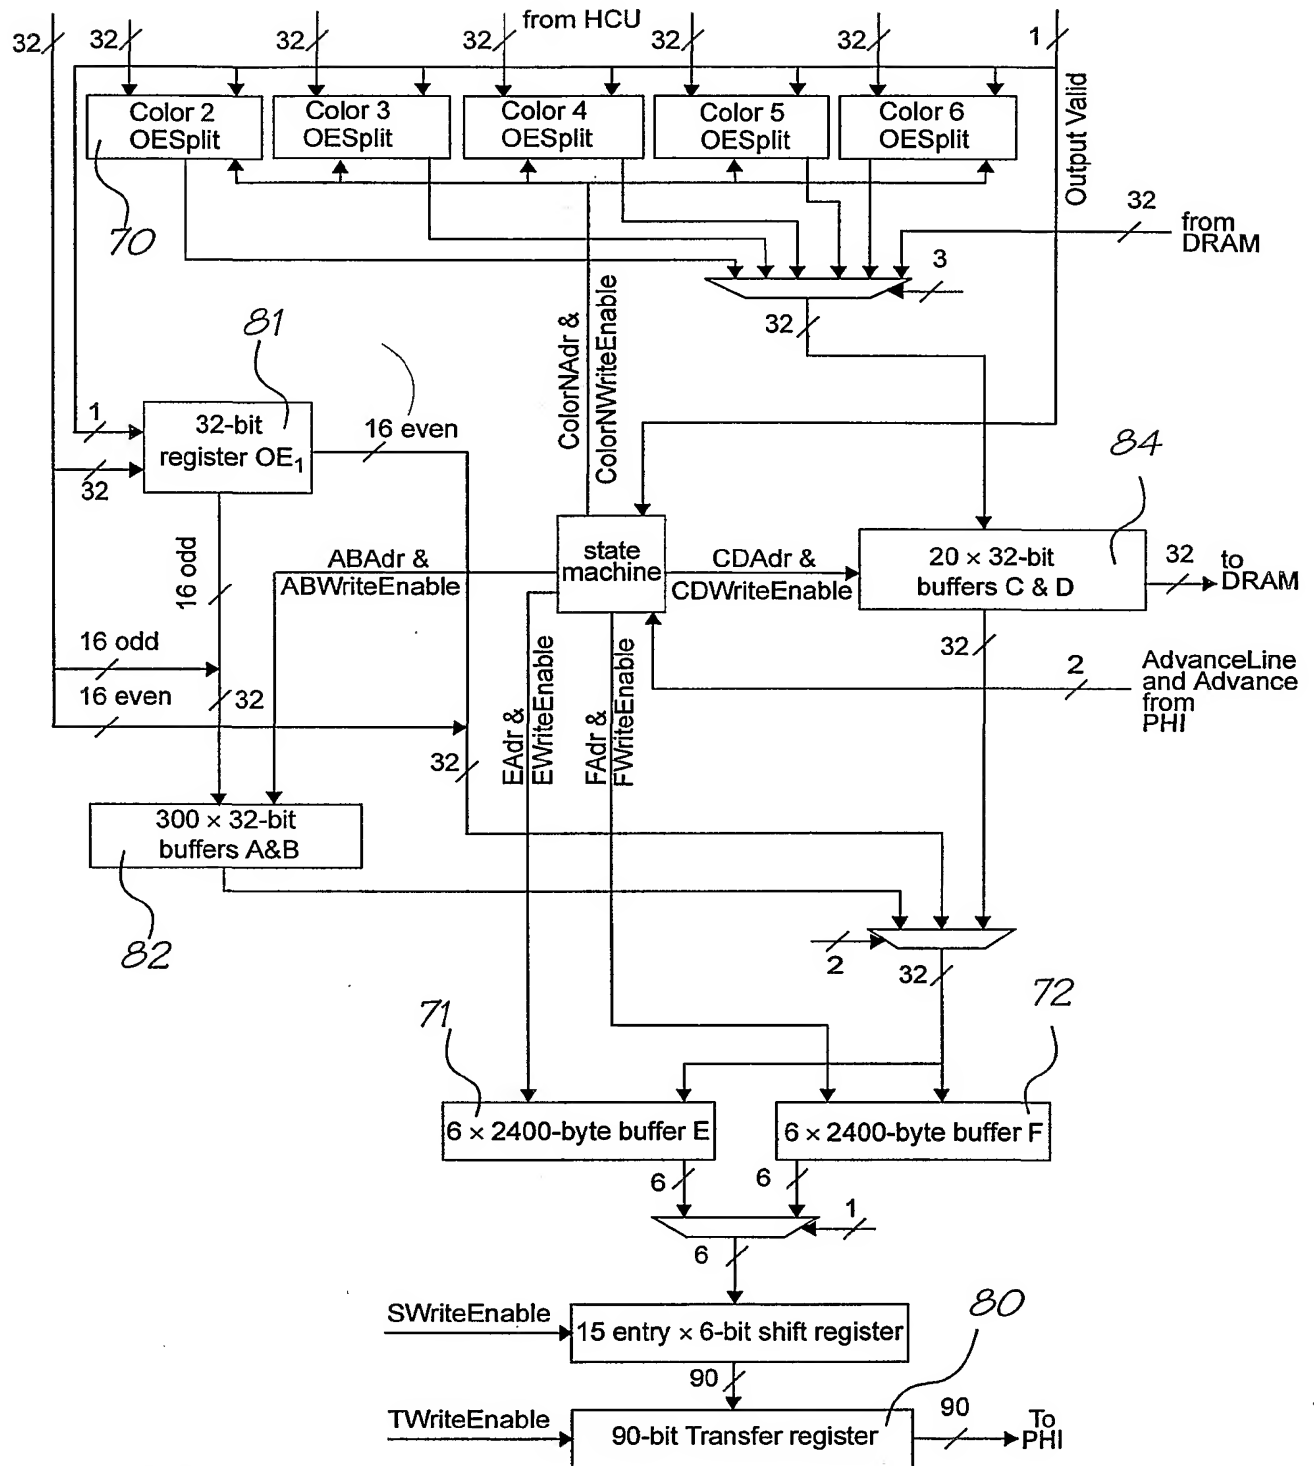 from HCU
32
32
32
32
32
32
1
Color 2
OESplit
Color 3
OESplit
Color 4
OESplit
Color 5
OESplit
Color 6
OESplit
Output Valid
70
32
from
DRAM
3
32
ColorNAdr &
ColorNWriteEnable
81
1
32
32-bit
register OE1
16 even
84
16 odd
ABAdr &
ABWriteEnable
state
machine
CDAdr &
CDWriteEnable
20 × 32-bit
buffers C & D
32
to
DRAM
32
16 odd
16 even
32
32
EAdr &
EWriteEnable
FAdr &
FWriteEnable
2
AdvanceLine
and Advance
from
PHI
300 × 32-bit
buffers A&B
82
2
32
71
72
6 × 2400-byte buffer E
6 × 2400-byte buffer F
6
6
1
6
SWriteEnable
15 entry × 6-bit shift register
80
90
TWriteEnable
90-bit Transfer register
90
To
PHI